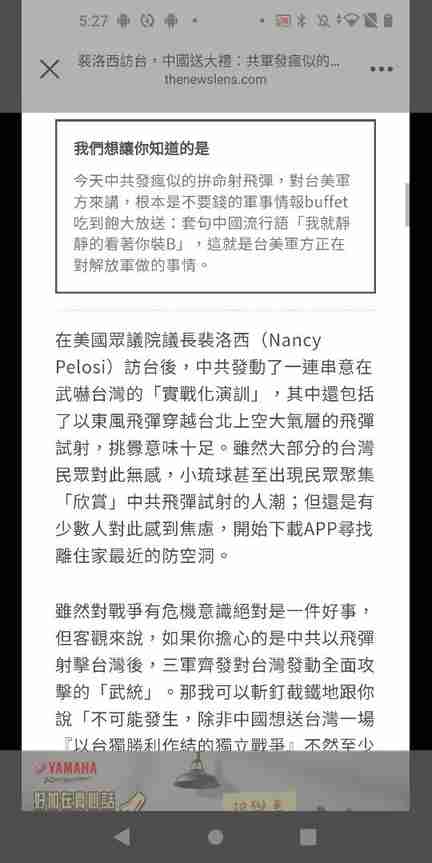 5:27
裴洛西訪台，中國送大禮：共軍發瘋似的...
thenewslens.com
我們想讓你知道的是
今天中共發瘋似的拚命射飛彈，對台美軍
方來講，根本是不要錢的軍事情報buffet
吃到飽大放送：套句中國流行語「我就靜
靜的看著你裝B」，這就是台美軍方正在
對解放軍做的事情。
在美國眾議院議長裴洛西（Nancy
Pelosi）訪台後，中共發動了一連串意在
武嚇台灣的「實戰化演訓」，其中還包括
了以東風飛彈穿越台北上空大氣層的飛彈
試射，挑釁意味十足。雖然大部分的台灣
民眾對此無感，小琉球甚至出現民眾聚集
「欣賞」中共飛彈試射的人潮；但還是有
少數人對此感到焦慮，開始下載APP尋找
離住家最近的防空洞。
雖然對戰爭有危機意識絕對是一件好事，
但客觀來說，如果你擔心的是中共以飛彈
射擊台灣後，三軍齊發對台灣發動全面攻
擊的「武統」。那我可以斬釘截鐵地跟你
說「不可能發生，除非中國想送台灣一場
『以台獨勝利作結的獨立戰爭』不然至少
YAMAHA